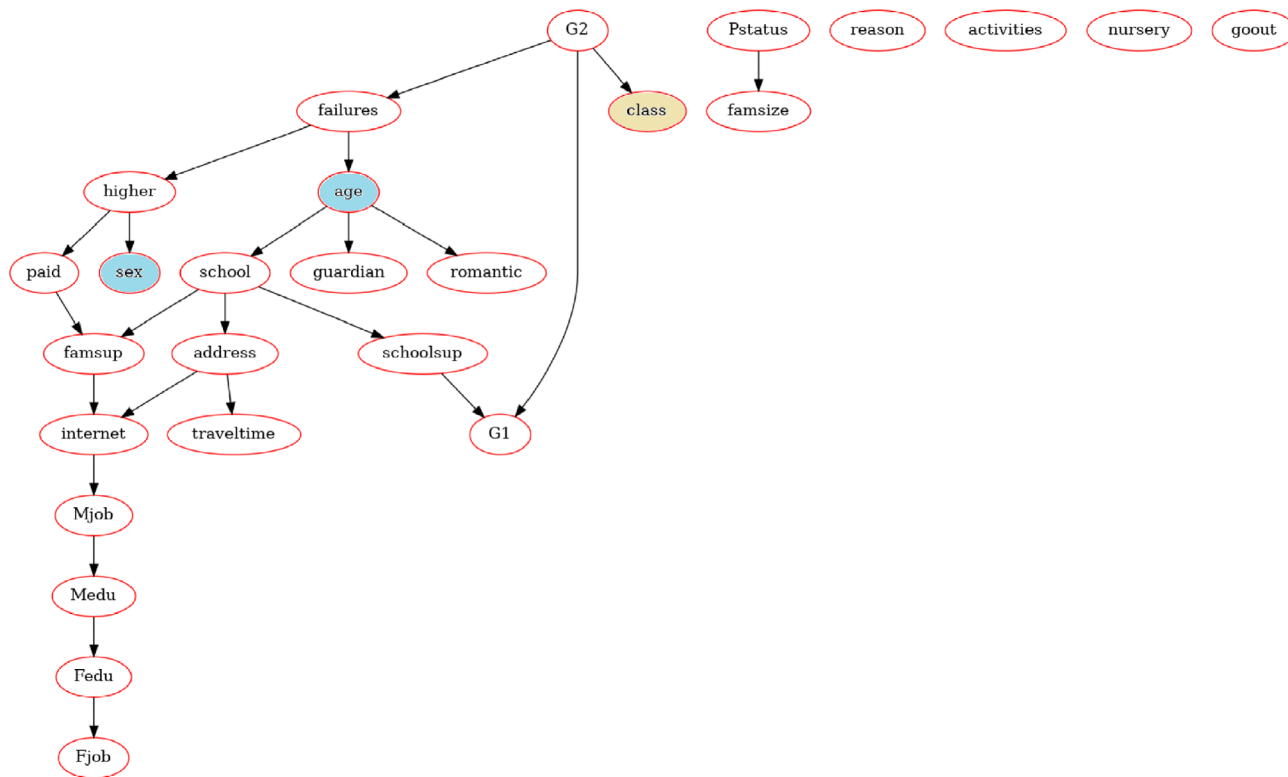 G2
Pstatus
reason
activities
nursery
goout
failures
class
famsize
higher
age
paid
sex
school
guardian
romantic
famsup
address
schoolsup
internet
traveltime
G1
Mjob
Medu
Fedu
Fjob